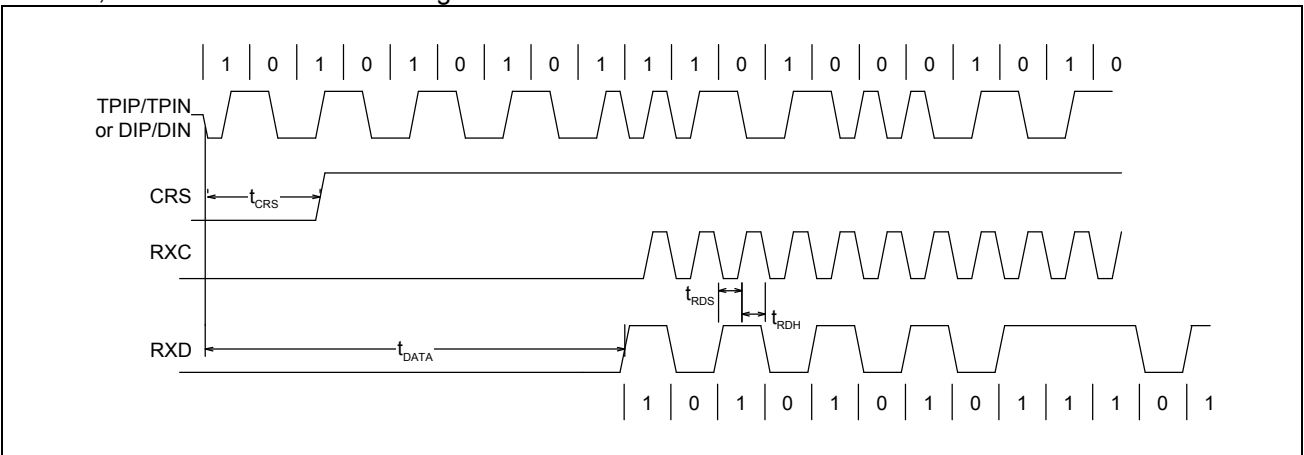 1 0 1 0 1 0 1 0 1 1 1 0 1 0 0 0 1 0 1 0
TPIP/TPIN
or DIP/DIN
CRS
tCRS
RXC
tRDS
tRDH
RXD
tDATA
1 0 1 0 1 0 1 0 1 1 1 0 1